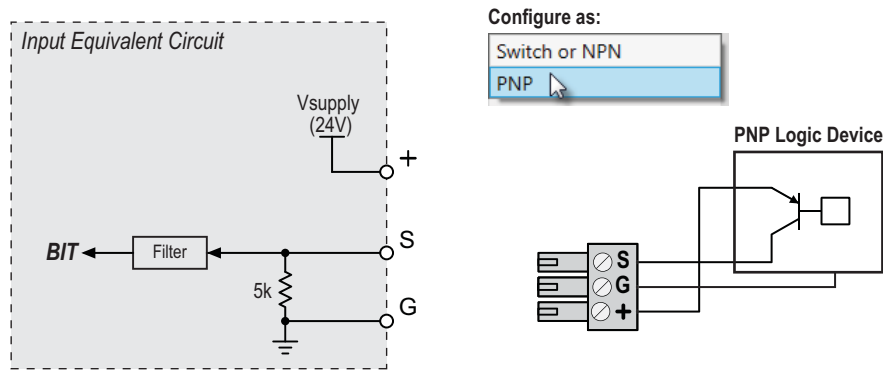 Input Equivalent Circuit
Vsupply
(24V)
+
S
BIT
Filter
5k
G
Configure as:
Switch or NPN
PNP
PNP Logic Device
S
G
+